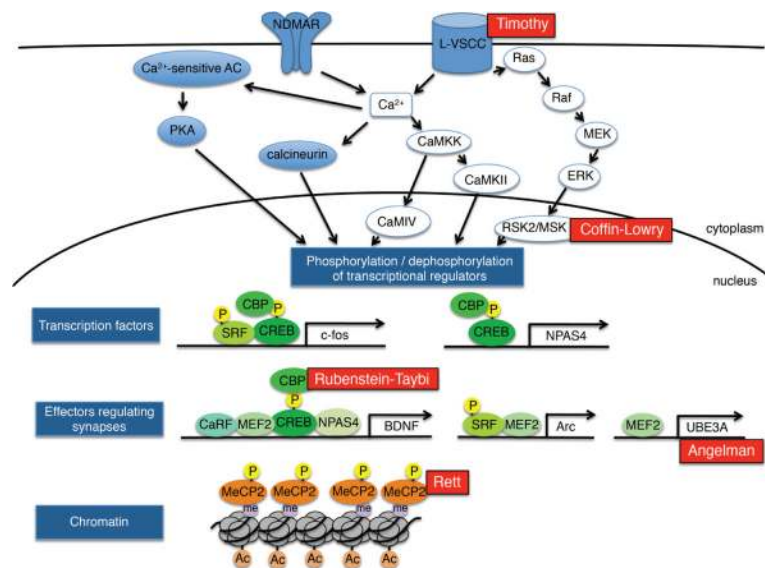 NDMAR
L-VSCC
Timothy
Ca²⁺-sensitive AC
Ras
Raf
Ca²⁺
PKA
MEK
calcineurin
CaMKK
CaMKII
ERK
CaMIV
RSK2/MSK
Coffin-Lowry
cytoplasm
nucleus
Phosphorylation / dephosphorylation
of transcriptional regulators
Transcription factors
CBP
P
P
SRF
CREB
c-fos
CBP
P
CREB
NPAS4
Effectors regulating
synapses
CBP
Rubenstein-Taybi
P
CaRF
MEF2
CREB
NPAS4
BDNF
P
SRF
MEF2
Arc
MEF2
UBE3A
Angelman
Chromatin
P
P
P
P
MeCP2
MeCP2
MeCP2
MeCP2
Rett
me
me
me
me
Ac
Ac
Ac
Ac
Ac